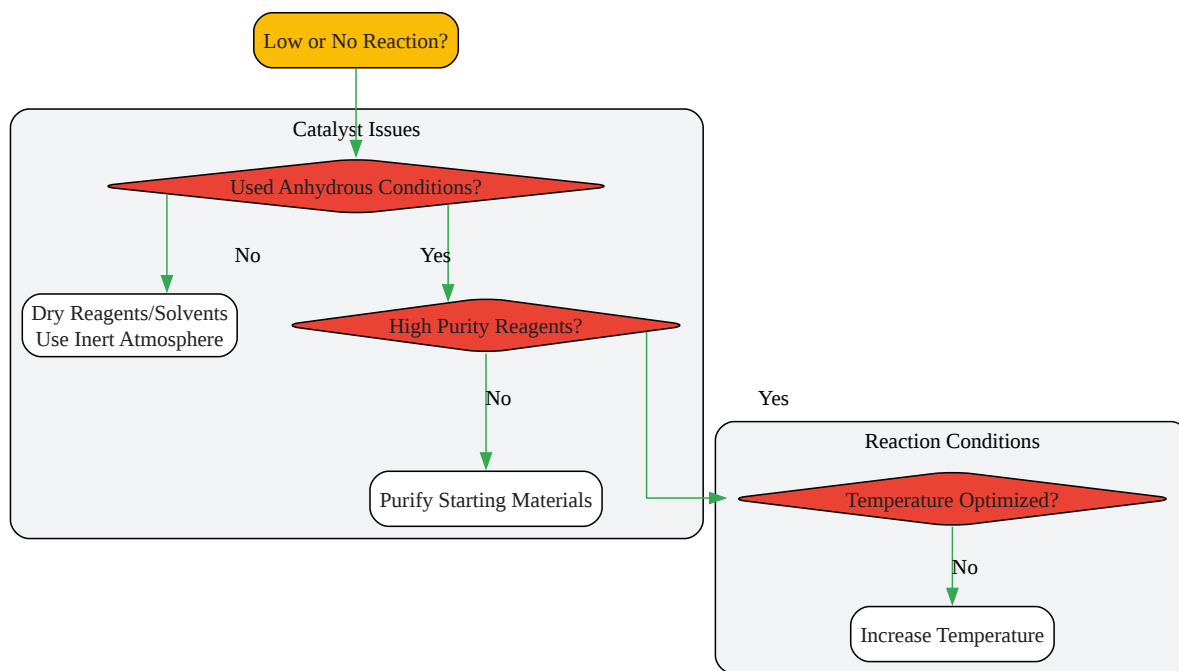 Low or No Reaction?
Catalyst Issues
Used Anhydrous Conditions?
No
Yes
Dry Reagents/Solvents
Use Inert Atmosphere
High Purity Reagents?
No
Yes
Purify Starting Materials
Reaction Conditions
Temperature Optimized?
No
Increase Temperature